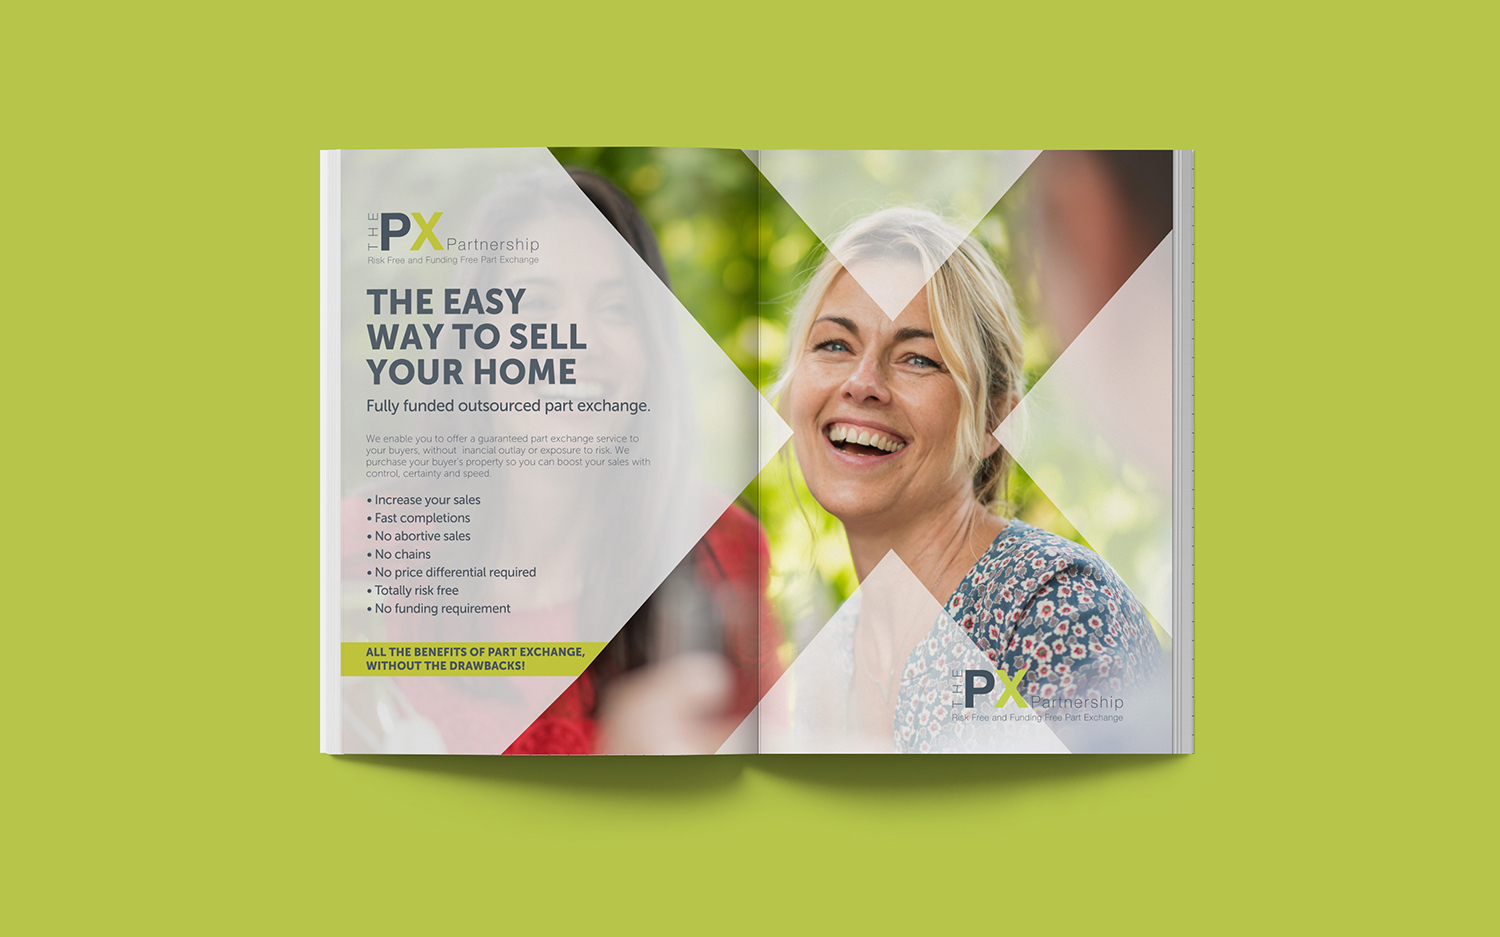 THE PX Partnership
Risk Free and Funding Free Part Exchange
THE EASY
WAY TO SELL
YOUR HOME
Fully funded outsourced part exchange.
We enable you to offer a guaranteed part exchange service to
your buyers, without  inancial outlay or exposure to risk. We
purchase your buyer's property so you can boost your sales with
control, certainty and speed.
• Increase your sales
• Fast completions
• No abortive sales
• No chains
• No price differential required
• Totally risk free
• No funding requirement
ALL THE BENEFITS OF PART EXCHANGE,
WITHOUT THE DRAWBACKS!
THE PX Partnership
Risk Free and Funding Free Part Exchange